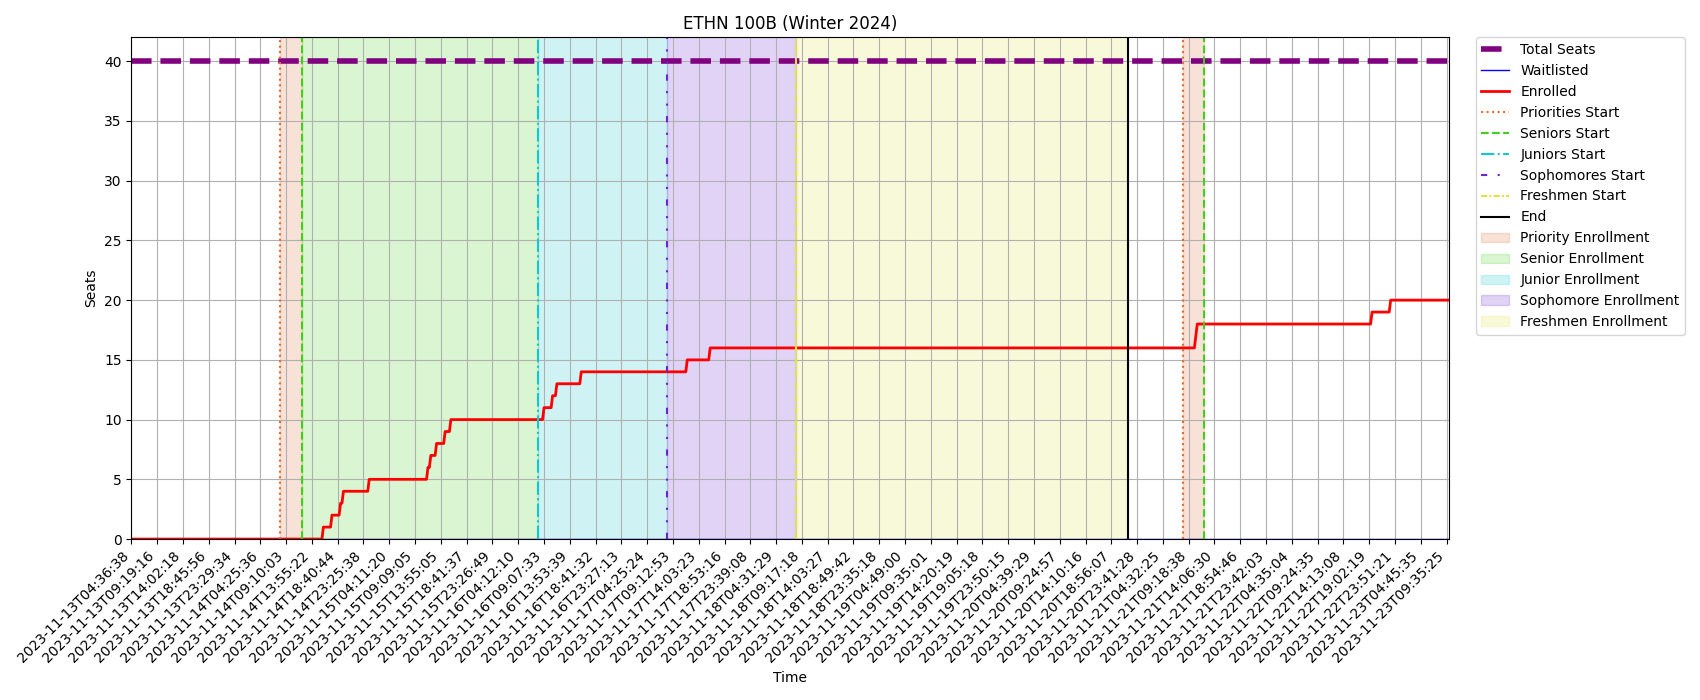 ETHN 100B (Winter 2024)
Seats
40
35
30
25
20
15
10
5
0
2023-11-13T04:36:38
2023-11-13T09:19:16
2023-11-13T14:02:18
2023-11-13T18:45:56
2023-11-13T23:29:34
2023-11-14T04:25:36
2023-11-14T09:10:03
2023-11-14T13:55:22
2023-11-14T18:40:44
2023-11-14T23:25:38
2023-11-15T04:11:20
2023-11-15T09:09:05
2023-11-15T13:55:05
2023-11-15T18:41:37
2023-11-15T23:26:49
2023-11-16T04:12:10
2023-11-16T09:07:33
2023-11-16T13:53:39
2023-11-16T18:41:32
2023-11-16T23:27:13
2023-11-17T04:25:24
2023-11-17T09:12:53
2023-11-17T14:03:23
2023-11-17T18:53:16
2023-11-17T23:39:08
2023-11-18T04:31:29
2023-11-18T09:17:18
2023-11-18T14:03:27
2023-11-18T18:49:42
2023-11-18T23:35:18
2023-11-19T04:49:00
2023-11-19T09:35:01
2023-11-19T14:20:19
2023-11-19T19:05:18
2023-11-19T23:50:15
2023-11-20T04:39:29
2023-11-20T09:24:57
2023-11-20T14:10:16
2023-11-20T18:56:07
2023-11-20T23:41:28
2023-11-21T04:32:25
2023-11-21T09:18:38
2023-11-21T14:06:30
2023-11-21T18:54:46
2023-11-21T23:42:03
2023-11-22T04:35:04
2023-11-22T09:24:35
2023-11-22T14:13:08
2023-11-22T19:02:19
2023-11-22T23:51:21
2023-11-23T04:45:35
2023-11-23T09:35:25
Time
Total Seats
Waitlisted
Enrolled
Priorities Start
Seniors Start
Juniors Start
Sophomores Start
Freshmen Start
End
Priority Enrollment
Senior Enrollment
Junior Enrollment
Sophomore Enrollment
Freshmen Enrollment